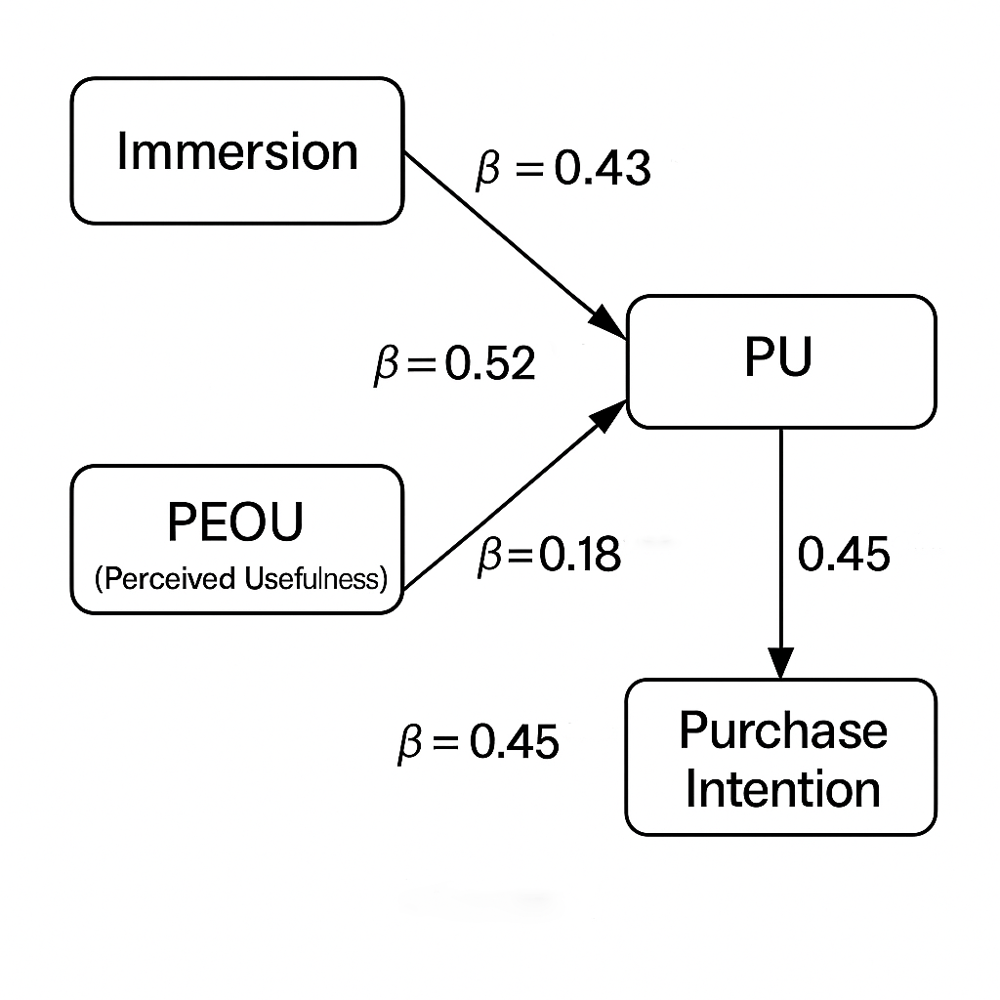 Immersion
β = 0.43
PU
β = 0.52
PEOU
(Perceived Usefulness)
β = 0.18
0.45
Purchase
Intention
β = 0.45